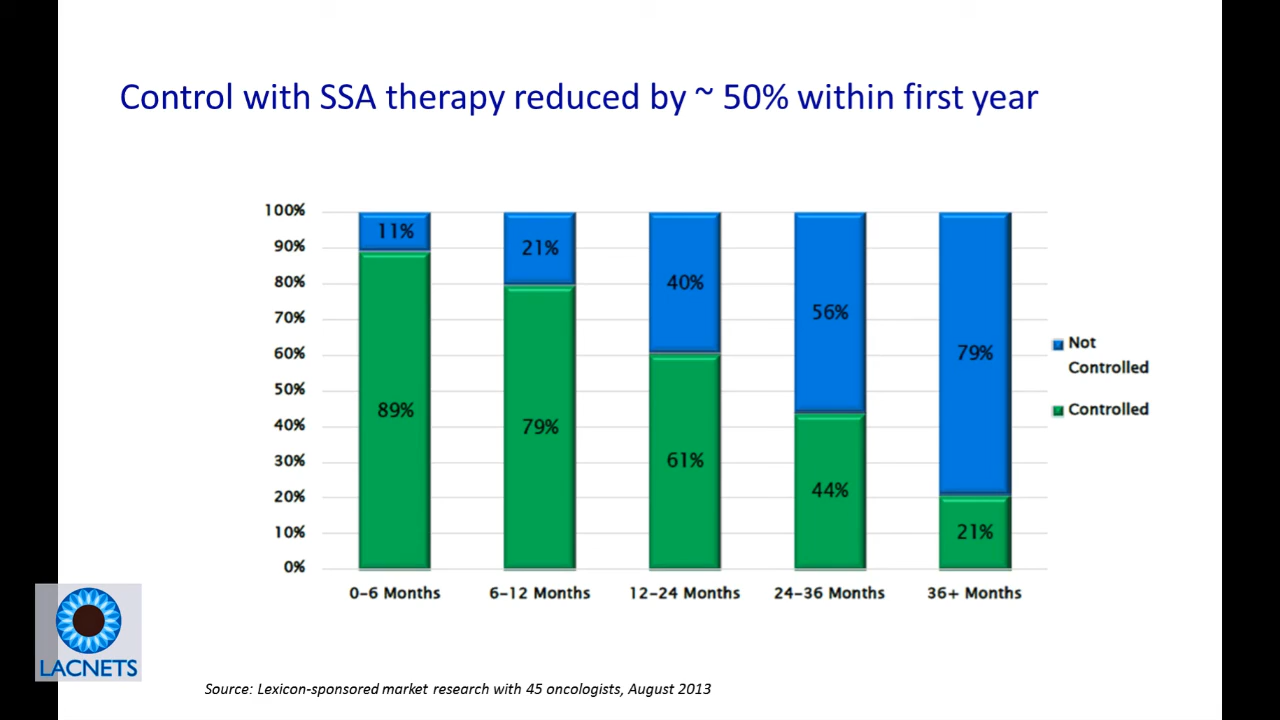 Control with SSA therapy reduced by ~ 50% within first year
100%
90%
80%
70%
60%
50%
40%
30%
20%
10%
0%
11%
21%
40%
56%
79%
89%
79%
61%
44%
21%
Not
Controlled
Controlled
0-6 Months
6-12 Months
12-24 Months
24-36 Months
36+ Months
LACNETS
Source: Lexicon-sponsored market research with 45 oncologists, August 2013